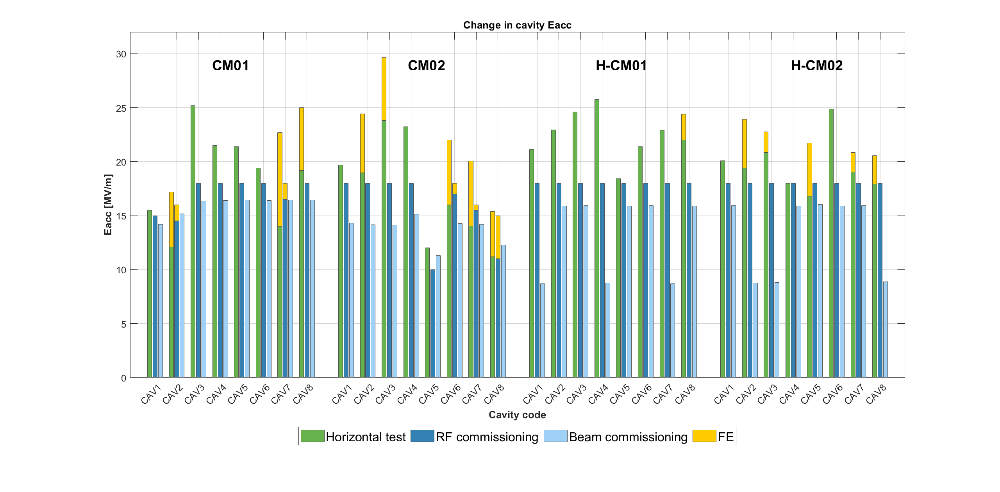 Change in cavity Eacc
30
25
20
15
10
5
0
Eacc [MV/m]
CM01 CM02 H-CM01 H-CM02
CAV1 CAV2 CAV3 CAV4 CAV5 CAV6 CAV7 CAV8 CAV1 CAV2 CAV3 CAV4 CAV5 CAV6 CAV7 CAV8 CAV1 CAV2 CAV3 CAV4 CAV5 CAV6 CAV7 CAV8 CAV1 CAV2 CAV3 CAV4 CAV5 CAV6 CAV7 CAV8
Cavity code
Horizontal test RF commissioning Beam commissioning FE